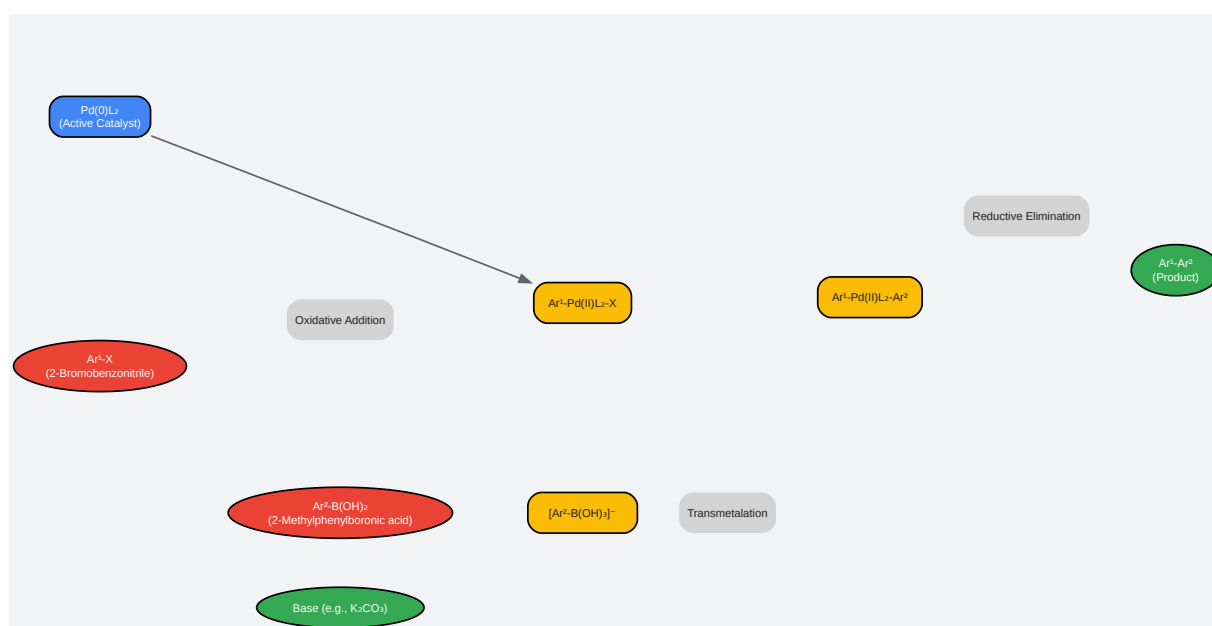 Pd(0)L₂
(Active Catalyst)
Reductive Elimination
Ar¹-Ar²
(Product)
Ar¹-Pd(II)L₂-X
Ar¹-Pd(II)L₂-Ar²
Oxidative Addition
Ar¹-X
(2-Bromobenzonitrile)
Ar²-B(OH)₂
(2-Methylphenylboronic acid)
[Ar²-B(OH)₃]⁻
Transmetalation
Base (e.g., K₂CO₃)